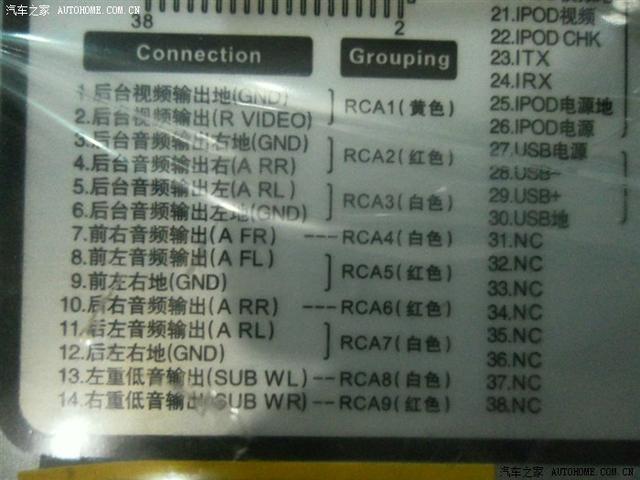 汽车之家 AUTOHOME.COM.CN
38 2
Connection Grouping
1.后台视频输出地(GND)
2.后台视频输出(R VIDEO)
RCA1(黄色)
3.后台音频输出右地(GND)
4.后台音频输出右(A RR)
RCA2(红色)
5.后台音频输出左(A RL)
6.后台音频输出左地(GND)
RCA3(白色)
7.前右音频输出(A FR) ---RCA4(白色)
8.前左音频输出(A FL)
9.前左右地(GND)
RCA5(红色)
10.后右音频输出(A RR) ---RCA6(红色)
11.后左音频输出(A RL)
12.后左右地(GND)
RCA7(白色)
13.左重低音输出(SUB WL)--RCA8(白色)
14.右重低音输出(SUB WR)--RCA9(红色)
21.IPOD视频
22.IPOD CHK
23.ITX
24.IRX
25.IPOD电源地
26.IPOD电源
27.USB电源
28.USB-
29.USB+
30.USB地
31.NC
32.NC
33.NC
34.NC
35.NC
36.NC
37.NC
38.NC
汽车之家 AUTOHOME.COM.CN